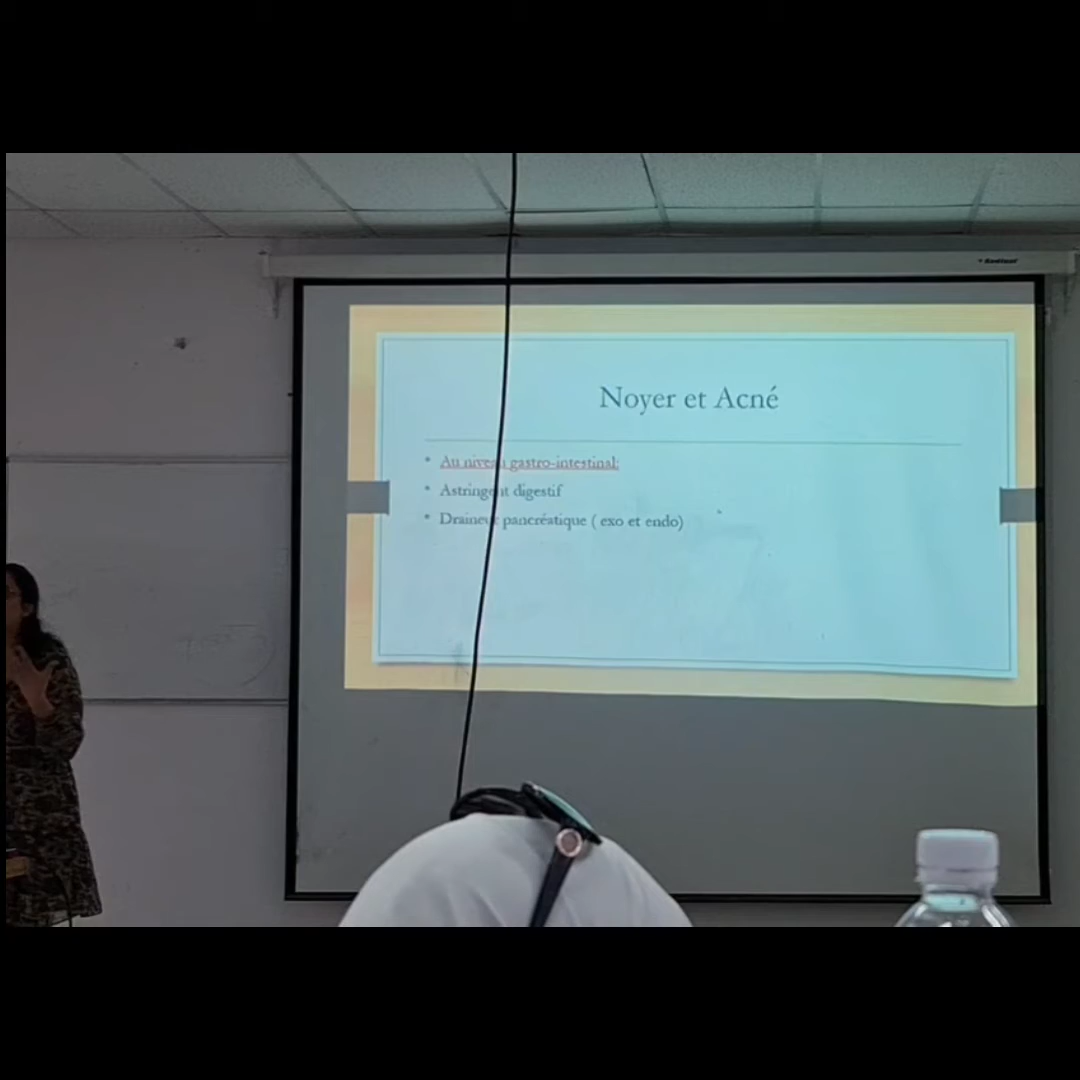 Noyer et Acné
* Au niveau gastro-intestinal:
* Astringent digestif
* Draineur pancréatique ( exo et endo)